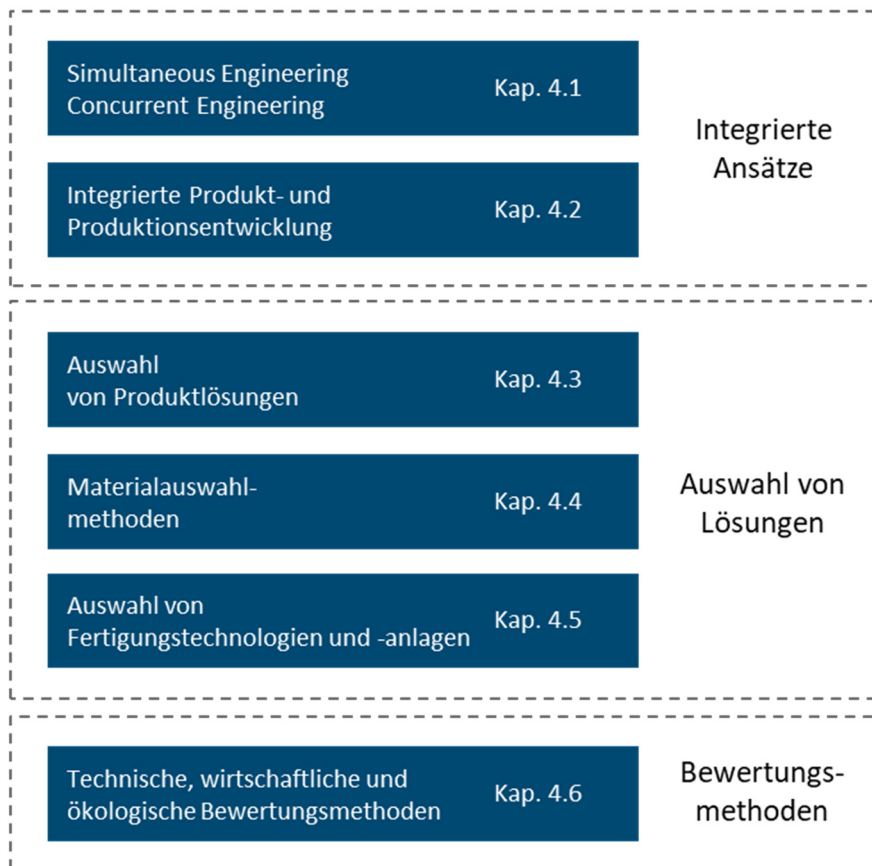 Simultaneous Engineering
Concurrent Engineering
Kap. 4.1
Integrierte Produkt- und
Produktionsentwicklung
Kap. 4.2
Integrierte
Ansätze
Auswahl
von Produktlösungen
Kap. 4.3
Materialauswahl-
methoden
Kap. 4.4
Auswahl von
Fertigungstechnologien und -anlagen
Kap. 4.5
Auswahl von
Lösungen
Technische, wirtschaftliche und
ökologische Bewertungsmethoden
Kap. 4.6
Bewertungs-
methoden